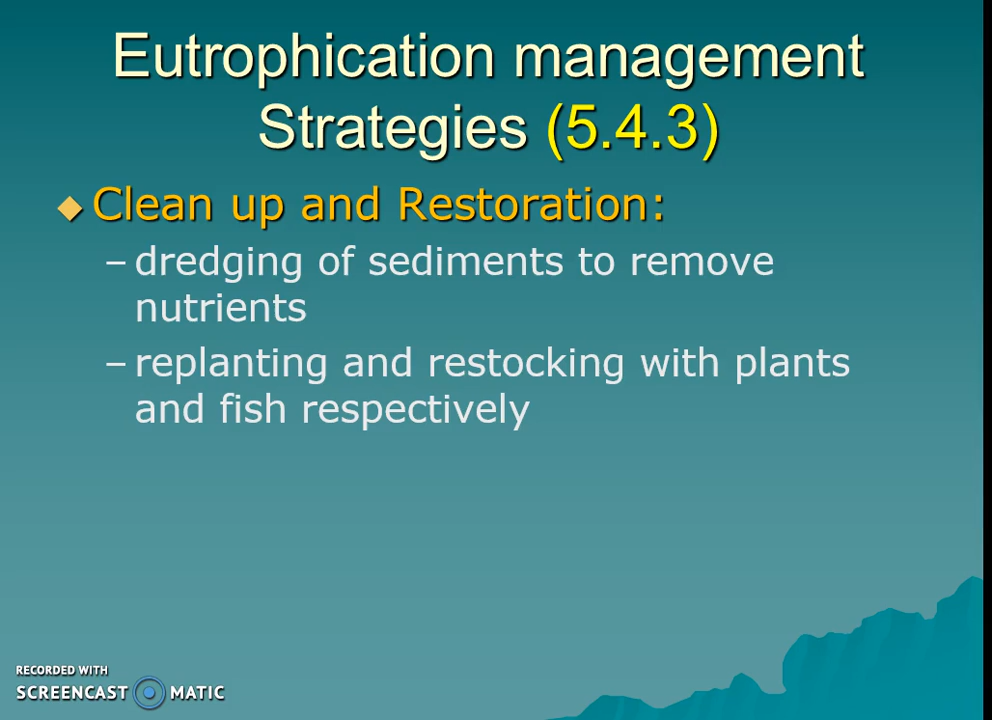 Eutrophication management
Strategies (5.4.3)
Clean up and Restoration:
– dredging of sediments to remove
nutrients
– replanting and restocking with plants
and fish respectively
RECORDED WITH
SCREENCAST MATIC